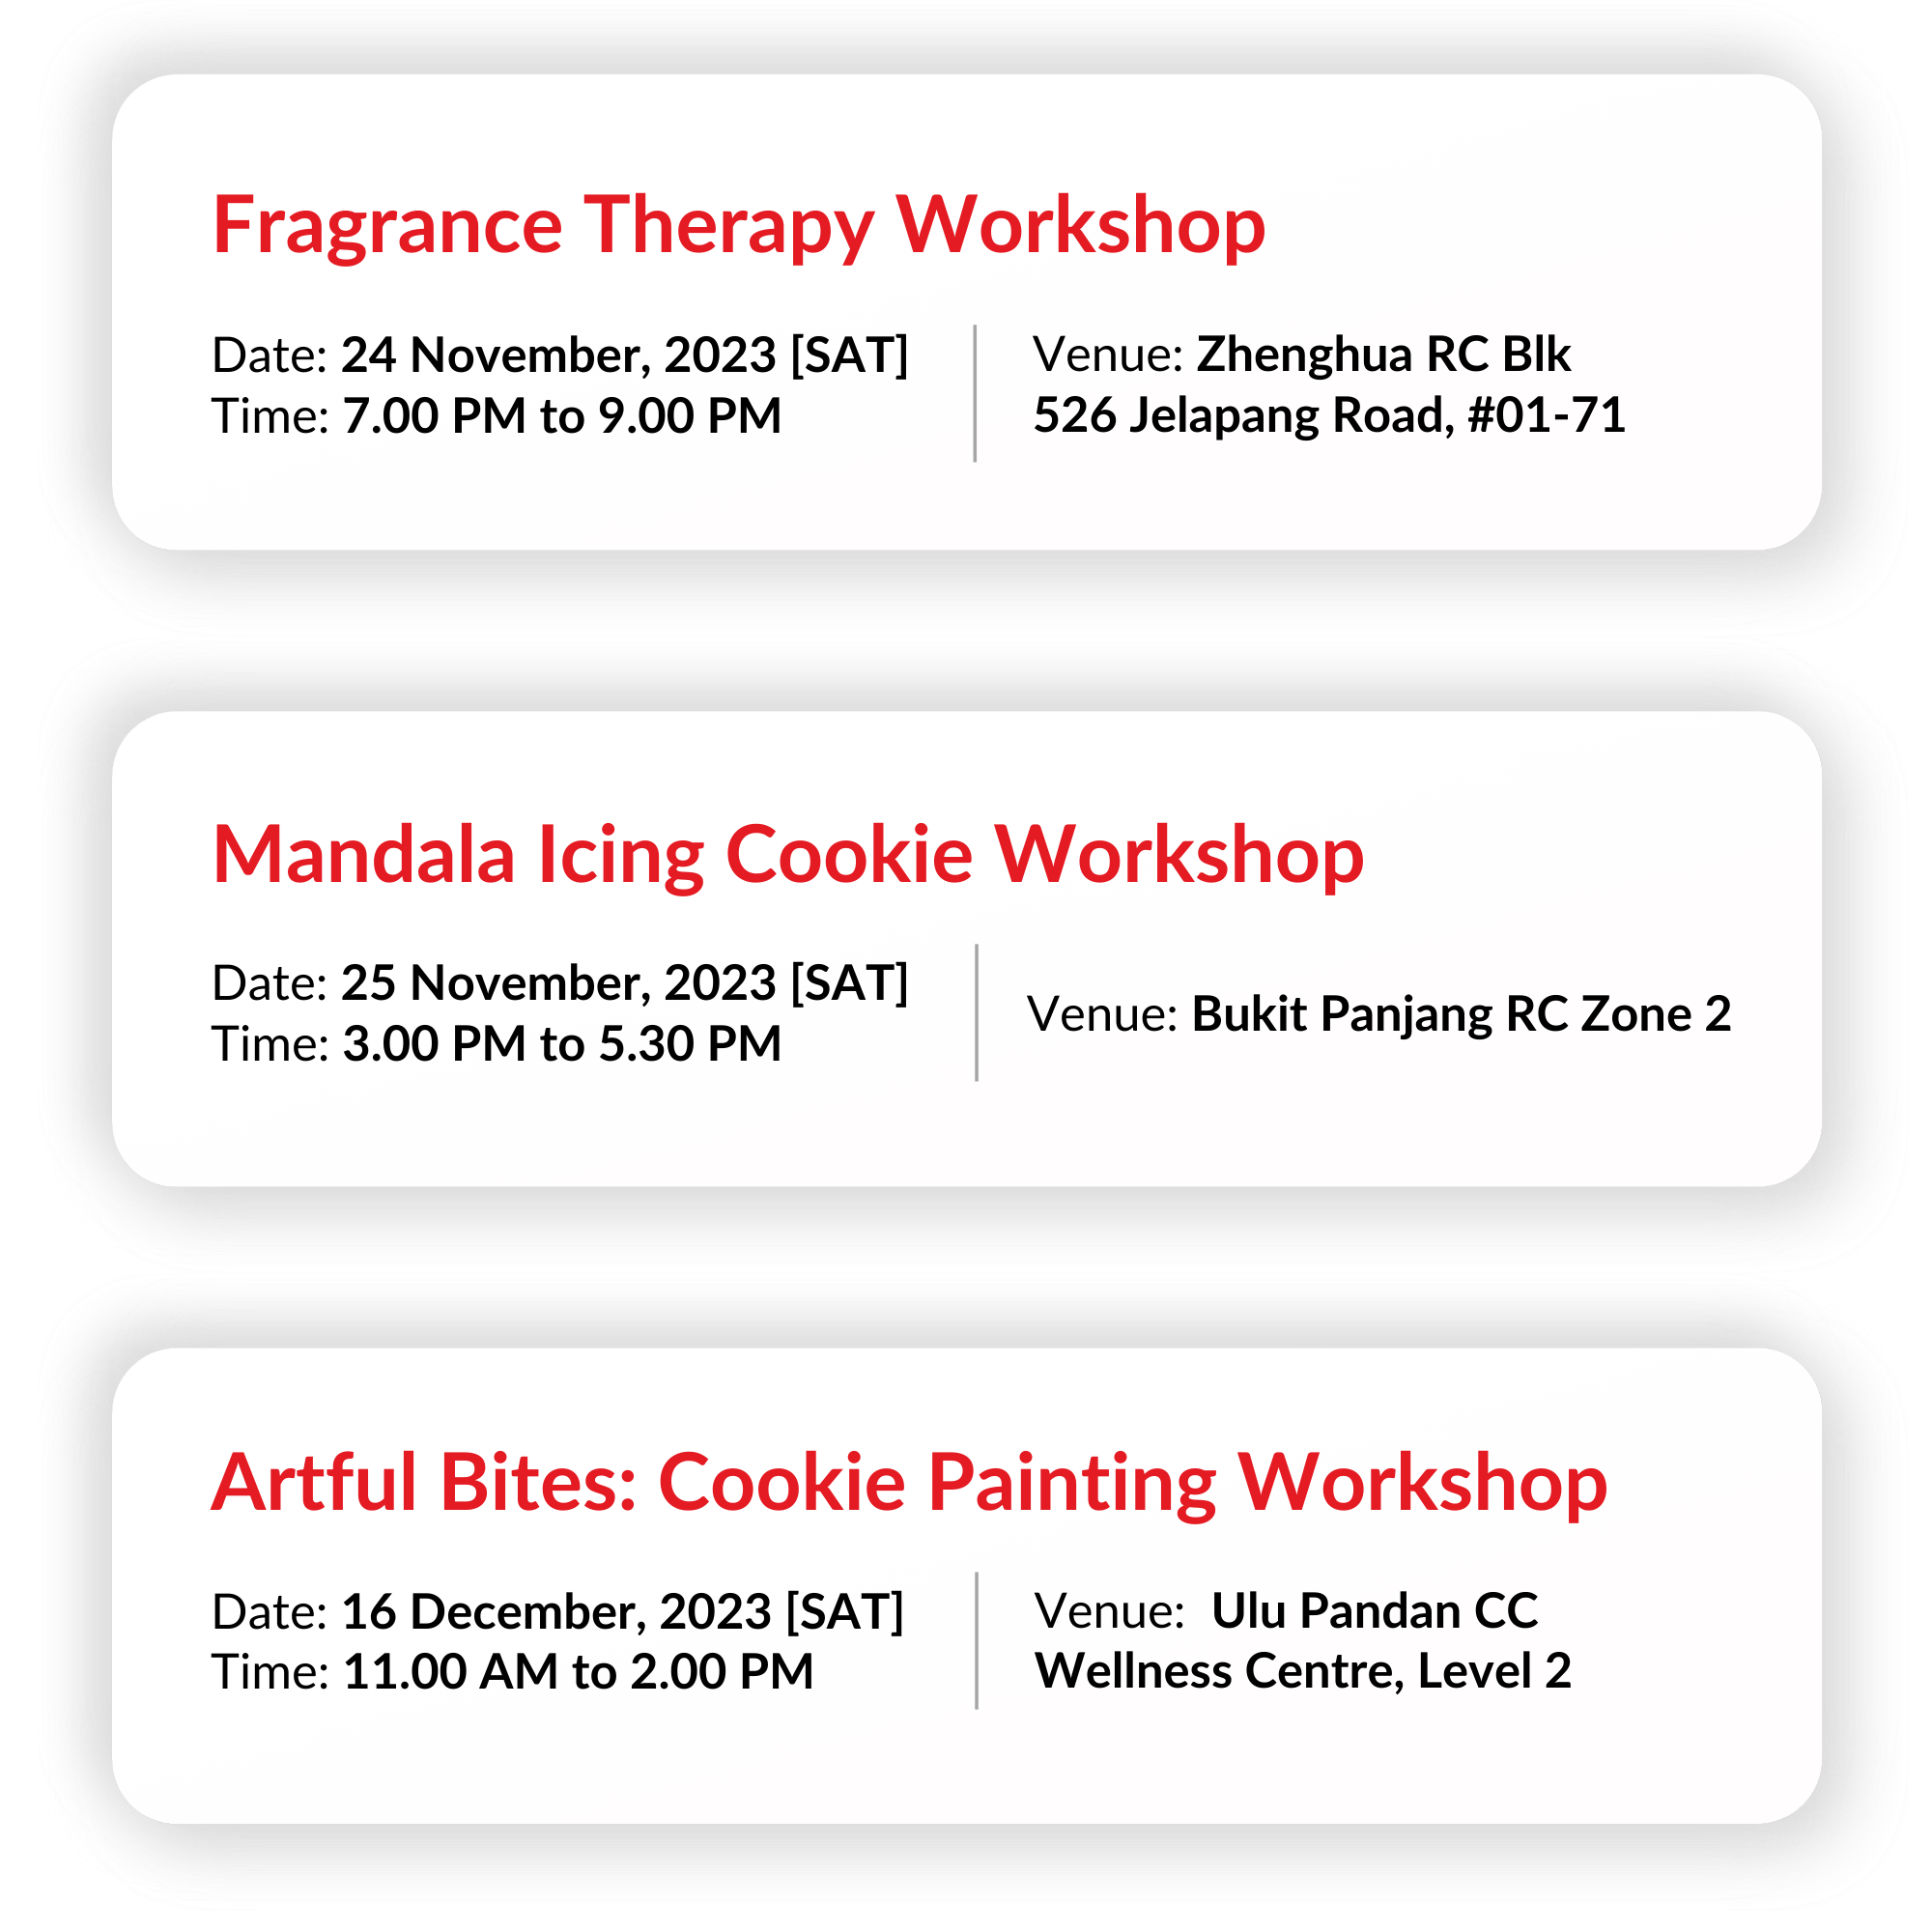 Fragrance Therapy Workshop
Date: 24 November, 2023 [SAT]
Time: 7.00 PM to 9.00 PM
Venue: Zhenghua RC Blk
526 Jelapang Road, #01-71
Mandala Icing Cookie Workshop
Date: 25 November, 2023 [SAT]
Time: 3.00 PM to 5.30 PM
Venue: Bukit Panjang RC Zone 2
Artful Bites: Cookie Painting Workshop
Date: 16 December, 2023 [SAT]
Time: 11.00 AM to 2.00 PM
Venue: Ulu Pandan CC
Wellness Centre, Level 2